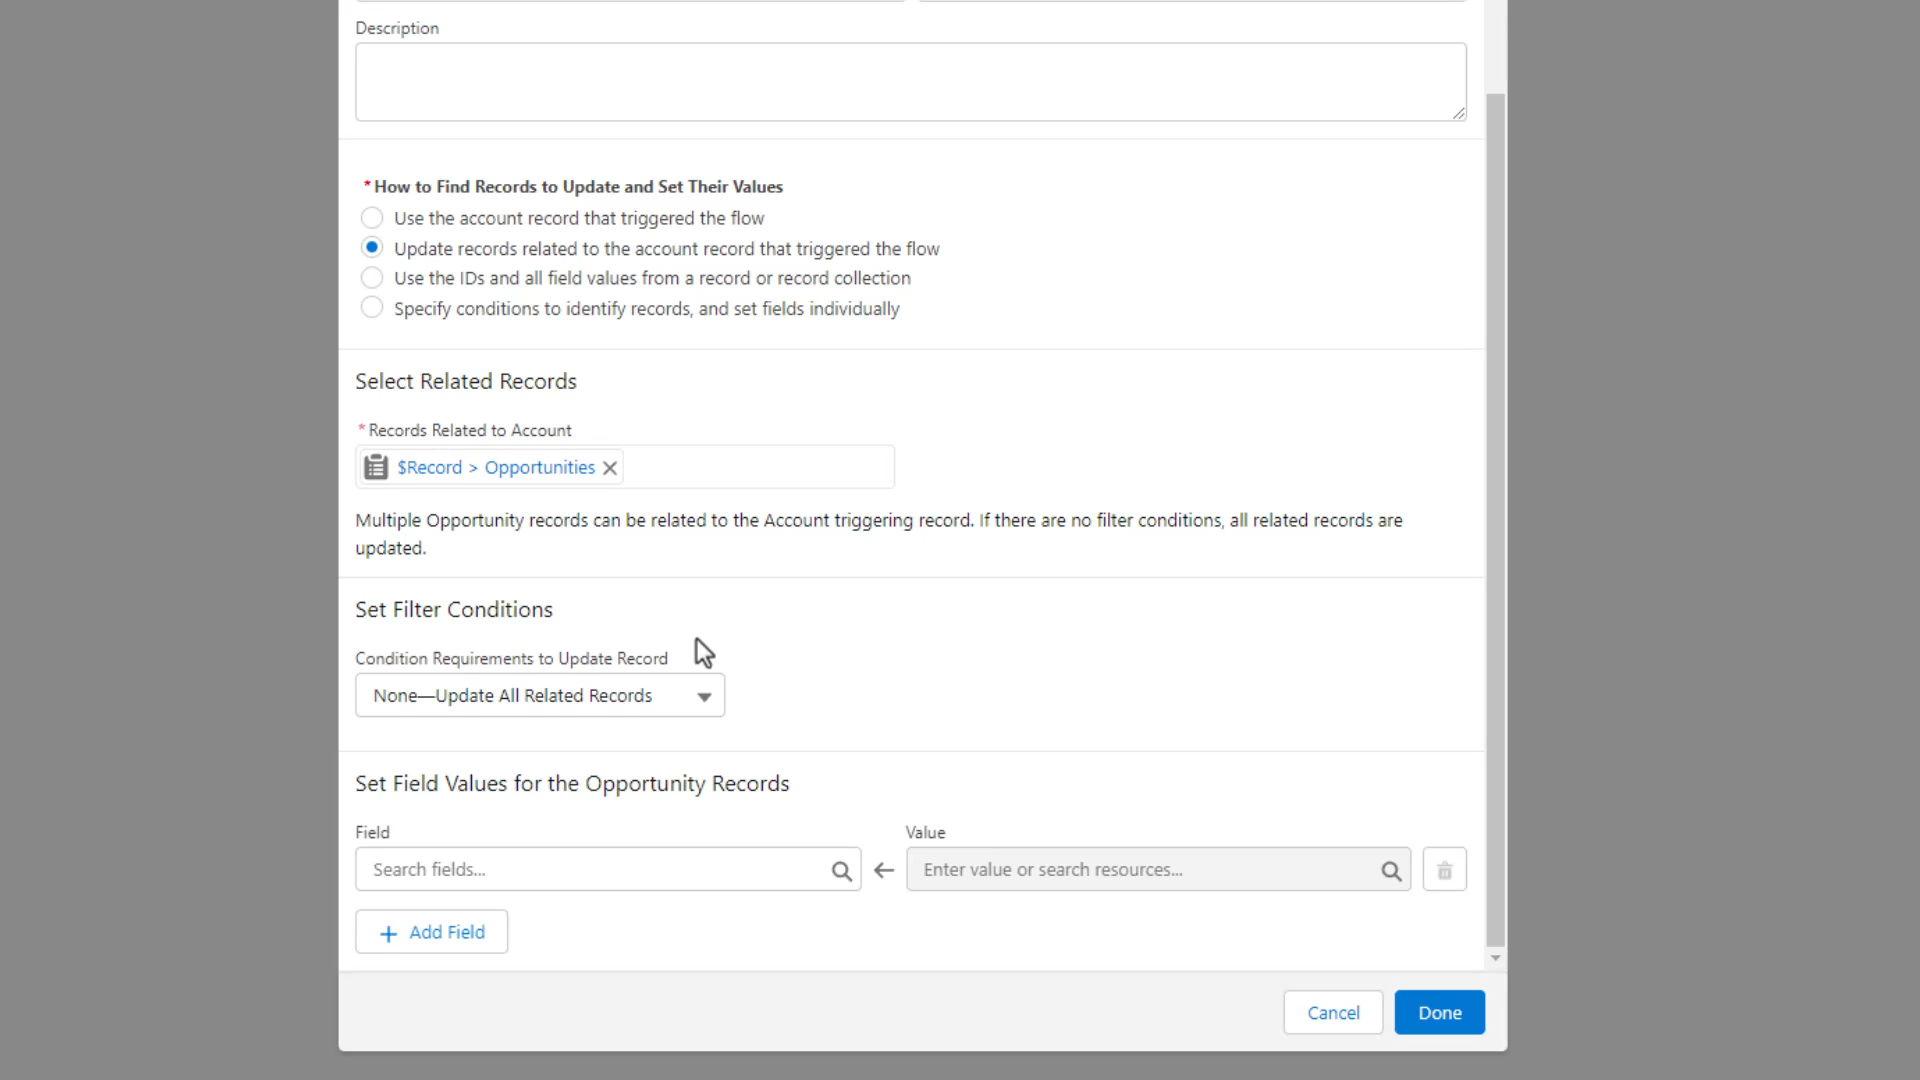 Description
* How to Find Records to Update and Set Their Values
Use the account record that triggered the flow
Update records related to the account record that triggered the flow
Use the IDs and all field values from a record or record collection
Specify conditions to identify records, and set fields individually
Select Related Records
* Records Related to Account
$Record > Opportunities
Multiple Opportunity records can be related to the Account triggering record. If there are no filter conditions, all related records are
updated.
Set Filter Conditions
Condition Requirements to Update Record
None—Update All Related Records
Set Field Values for the Opportunity Records
Field Value
Search fields... Enter value or search resources...
+ Add Field
Cancel Done